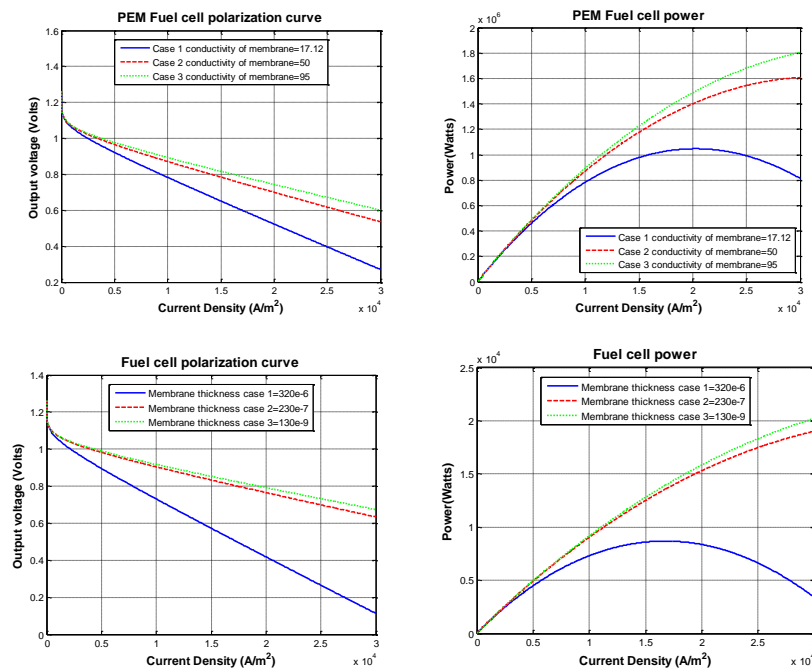 PEM Fuel cell polarization curve
1.6
1.4
1.2
1
0.8
0.6
0.4
0.2
Output voltage (Volts)
Case 1 conductivity of membrane=17.12
Case 2 conductivity of membrane=50
Case 3 conductivity of membrane=95
0
0.5
1
1.5
2
2.5
3
Current Density (A/m²)
x 10⁴
PEM Fuel cell power
x 10⁶
2
1.8
1.6
1.4
1.2
1
0.8
0.6
0.4
0.2
0
Power(Watts)
Case 1 conductivity of membrane=17.12
Case 2 conductivity of membrane=50
Case 3 conductivity of membrane=95
0
0.5
1
1.5
2
2.5
3
Current Density (A/m²)
x 10⁴
Fuel cell polarization curve
1.4
1.2
1
0.8
0.6
0.4
0.2
0
Output voltage (Volts)
Membrane thickness case 1=320e-6
Membrane thickness case 2=230e-7
Membrane thickness case 3=130e-9
0
0.5
1
1.5
2
2.5
3
Current Density (A/m²)
x 10⁴
Fuel cell power
x 10⁴
2.5
2
1.5
1
0.5
0
Power(Watts)
Membrane thickness case 1=320e-6
Membrane thickness case 2=230e-7
Membrane thickness case 3=130e-9
0
0.5
1
1.5
2
2.5
Current Density (A/m²)